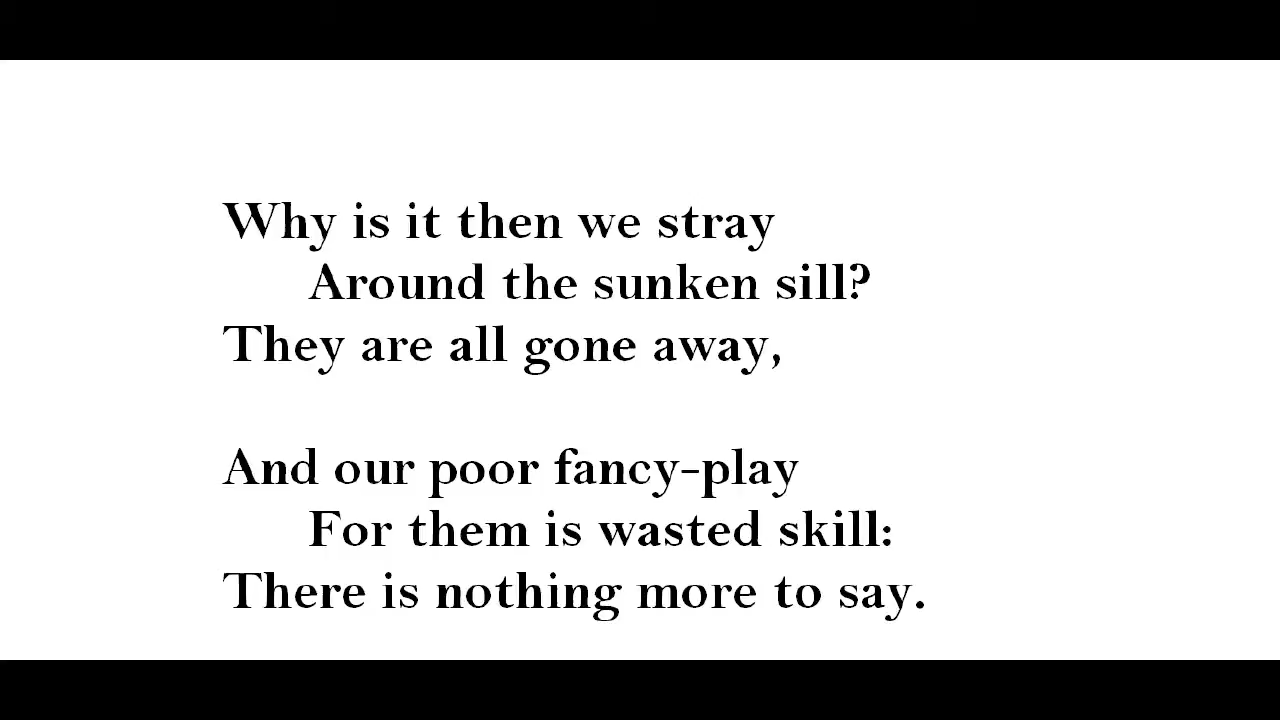 Why is it then we stray
Around the sunken sill?
They are all gone away,
And our poor fancy-play
For them is wasted skill:
There is nothing more to say.